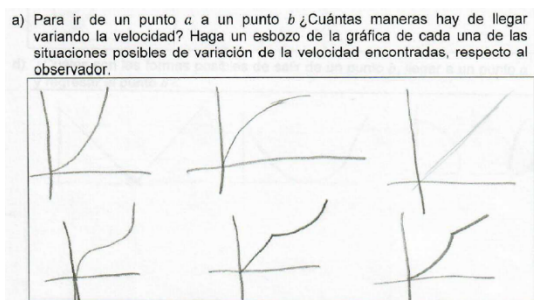 a) Para ir de un punto a a un punto b ¿Cuántas maneras hay de llegar
variando la velocidad? Haga un esbozo de la gráfica de cada una de las
situaciones posibles de variación de la velocidad encontradas, respecto al
observador.